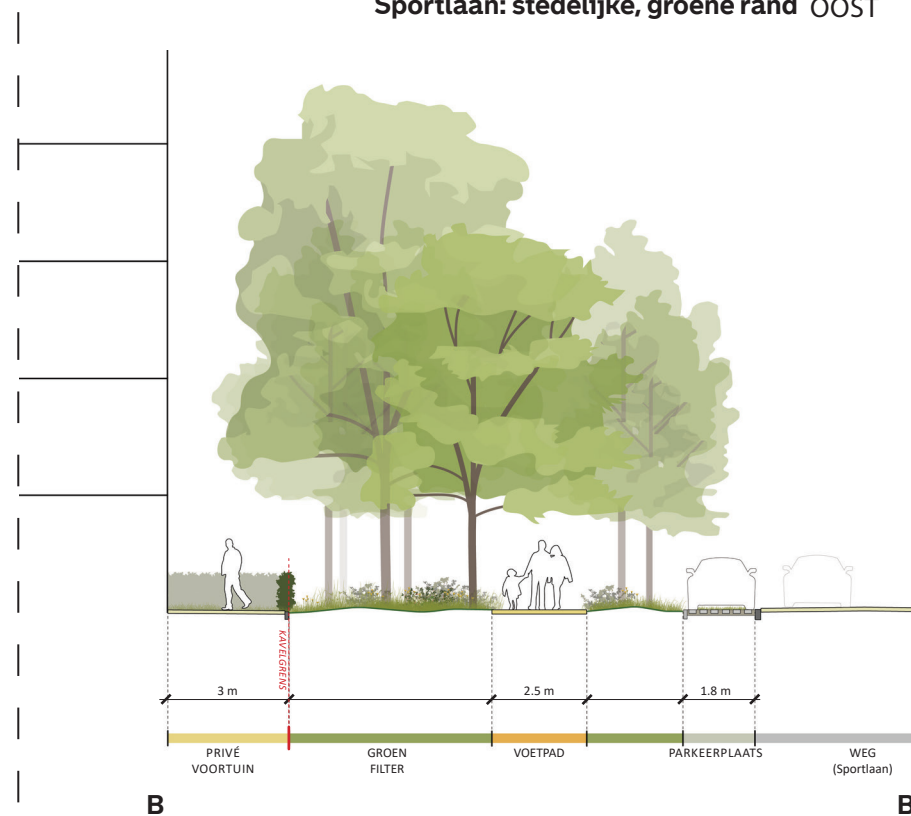 Sportlaan: stedelijke, groene rand OOST
KAVELGRENS
3 m
2.5 m
1.8 m
PRIVÉ
VOORTUIN
GROEN
FILTER
VOETPAD
PARKEERPLAATS
WEG
(Sportlaan)
B
B